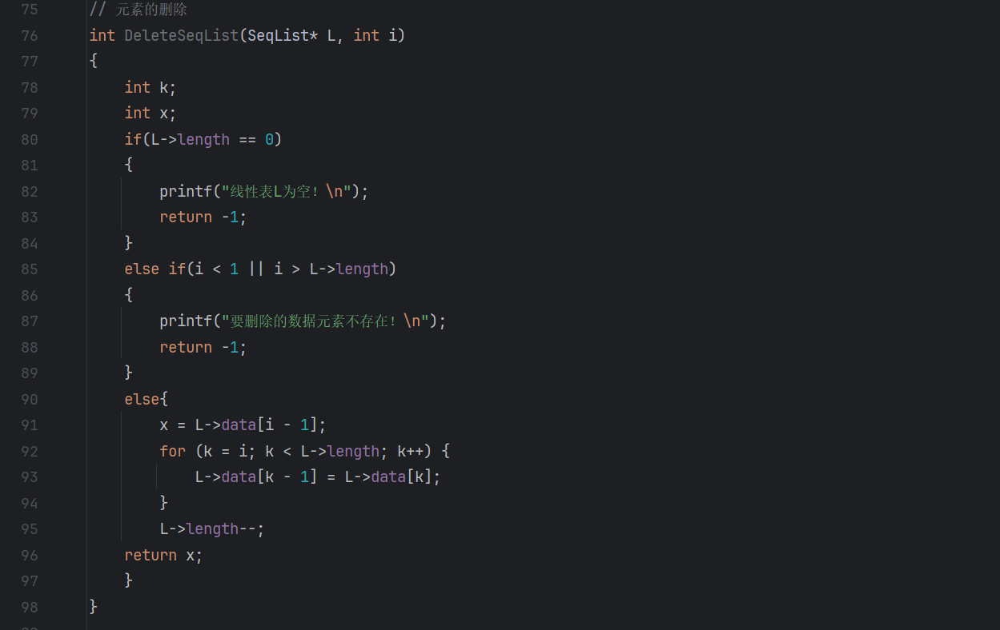 75 // 元素的删除
76 int DeleteSeqList(SeqList* L, int i)
77 {
78     int k;
79     int x;
80     if(L->length == 0)
81     {
82         printf("线性表L为空！\n");
83         return -1;
84     }
85     else if(i < 1 || i > L->length)
86     {
87         printf("要删除的数据元素不存在！\n");
88         return -1;
89     }
90     else{
91         x = L->data[i - 1];
92         for (k = i; k < L->length; k++) {
93             L->data[k - 1] = L->data[k];
94         }
95         L->length--;
96     return x;
97     }
98 }